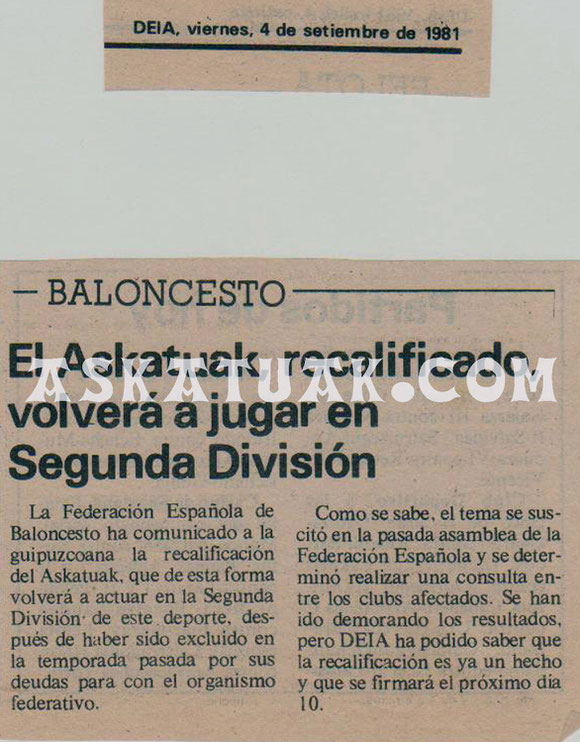 DEIA, viernes, 4 de setiembre de 1981
BALONCESTO
El Askatuak, recalificado,
ASKATUAK.COM
volverá a jugar en
Segunda División
La Federación Española de
Baloncesto ha comunicado a la
guipuzcoana la recalificación
del Askatuak, que de esta forma
volverá a actuar en la Segunda
División de este deporte, des-
pués de haber sido excluido en
la temporada pasada por sus
deudas para con el organismo
federativo.
Como se sabe, el tema se sus-
citó en la pasada asamblea de la
Federación Española y se deter-
minó realizar una consulta en-
tre los clubs afectados. Se han
ido demorando los resultados,
pero DEIA ha podido saber que
la recalificación es ya un hecho
y que se firmará el próximo día
10.